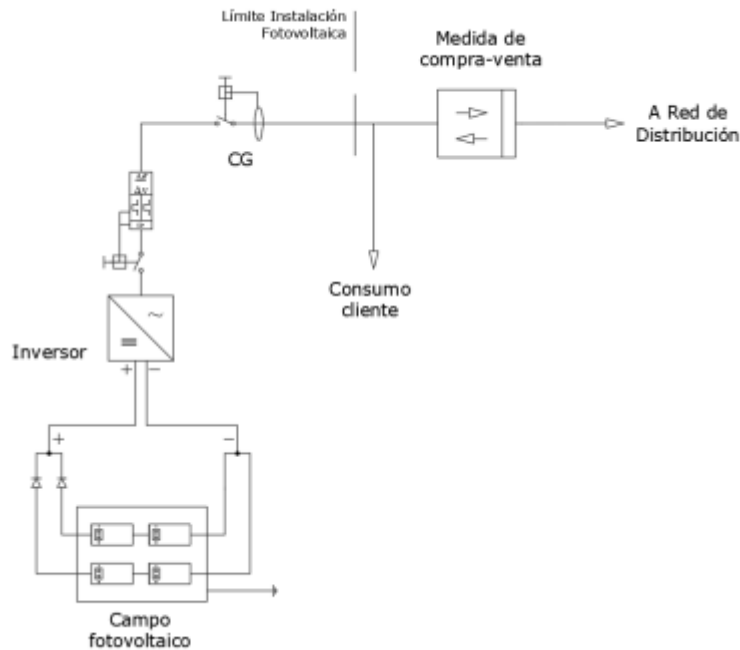 Límite Instalación
Fotovoltaica
Medida de
compra-venta
A Red de
Distribución
CG
Consumo
cliente
Inversor
+ −
+
−
Campo
fotovoltaico